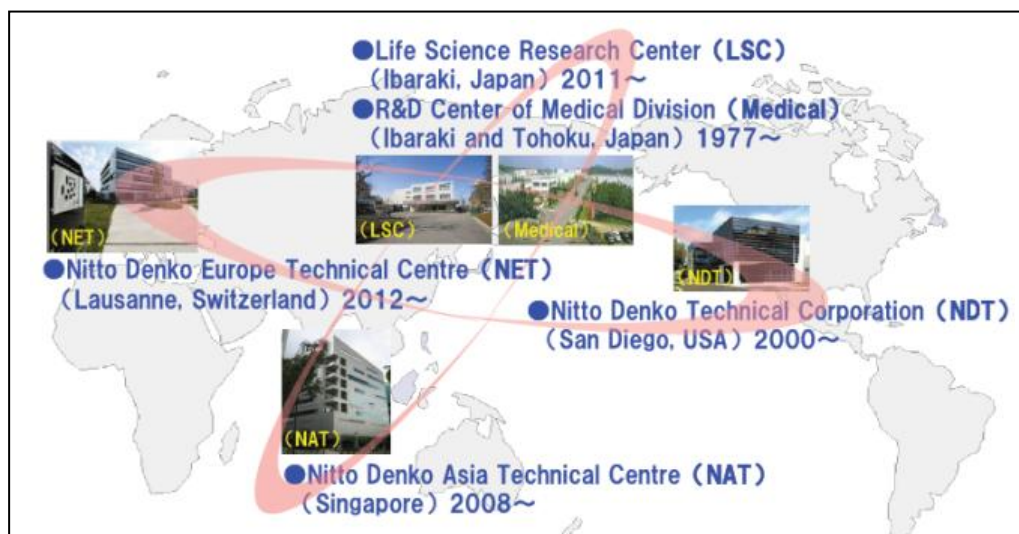 ●Life Science Research Center (LSC)
(Ibaraki, Japan) 2011～
●R&D Center of Medical Division (Medical)
(Ibaraki and Tohoku, Japan) 1977～
(NET)
(LSC)
(Medical)
(NDT)
●Nitto Denko Europe Technical Centre (NET)
(Lausanne, Switzerland) 2012～
●Nitto Denko Technical Corporation (NDT)
(San Diego, USA) 2000～
(NAT)
●Nitto Denko Asia Technical Centre (NAT)
(Singapore) 2008～